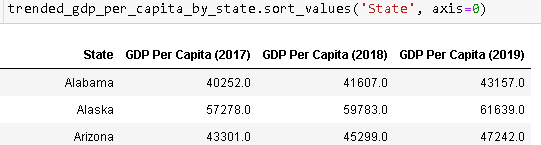 trended_gdp_per_capita_by_state.sort_values('State', axis=0)
State GDP Per Capita (2017) GDP Per Capita (2018) GDP Per Capita (2019)
Alabama 40252.0 41607.0 43157.0
Alaska 57278.0 59783.0 61639.0
Arizona 43301.0 45299.0 47242.0